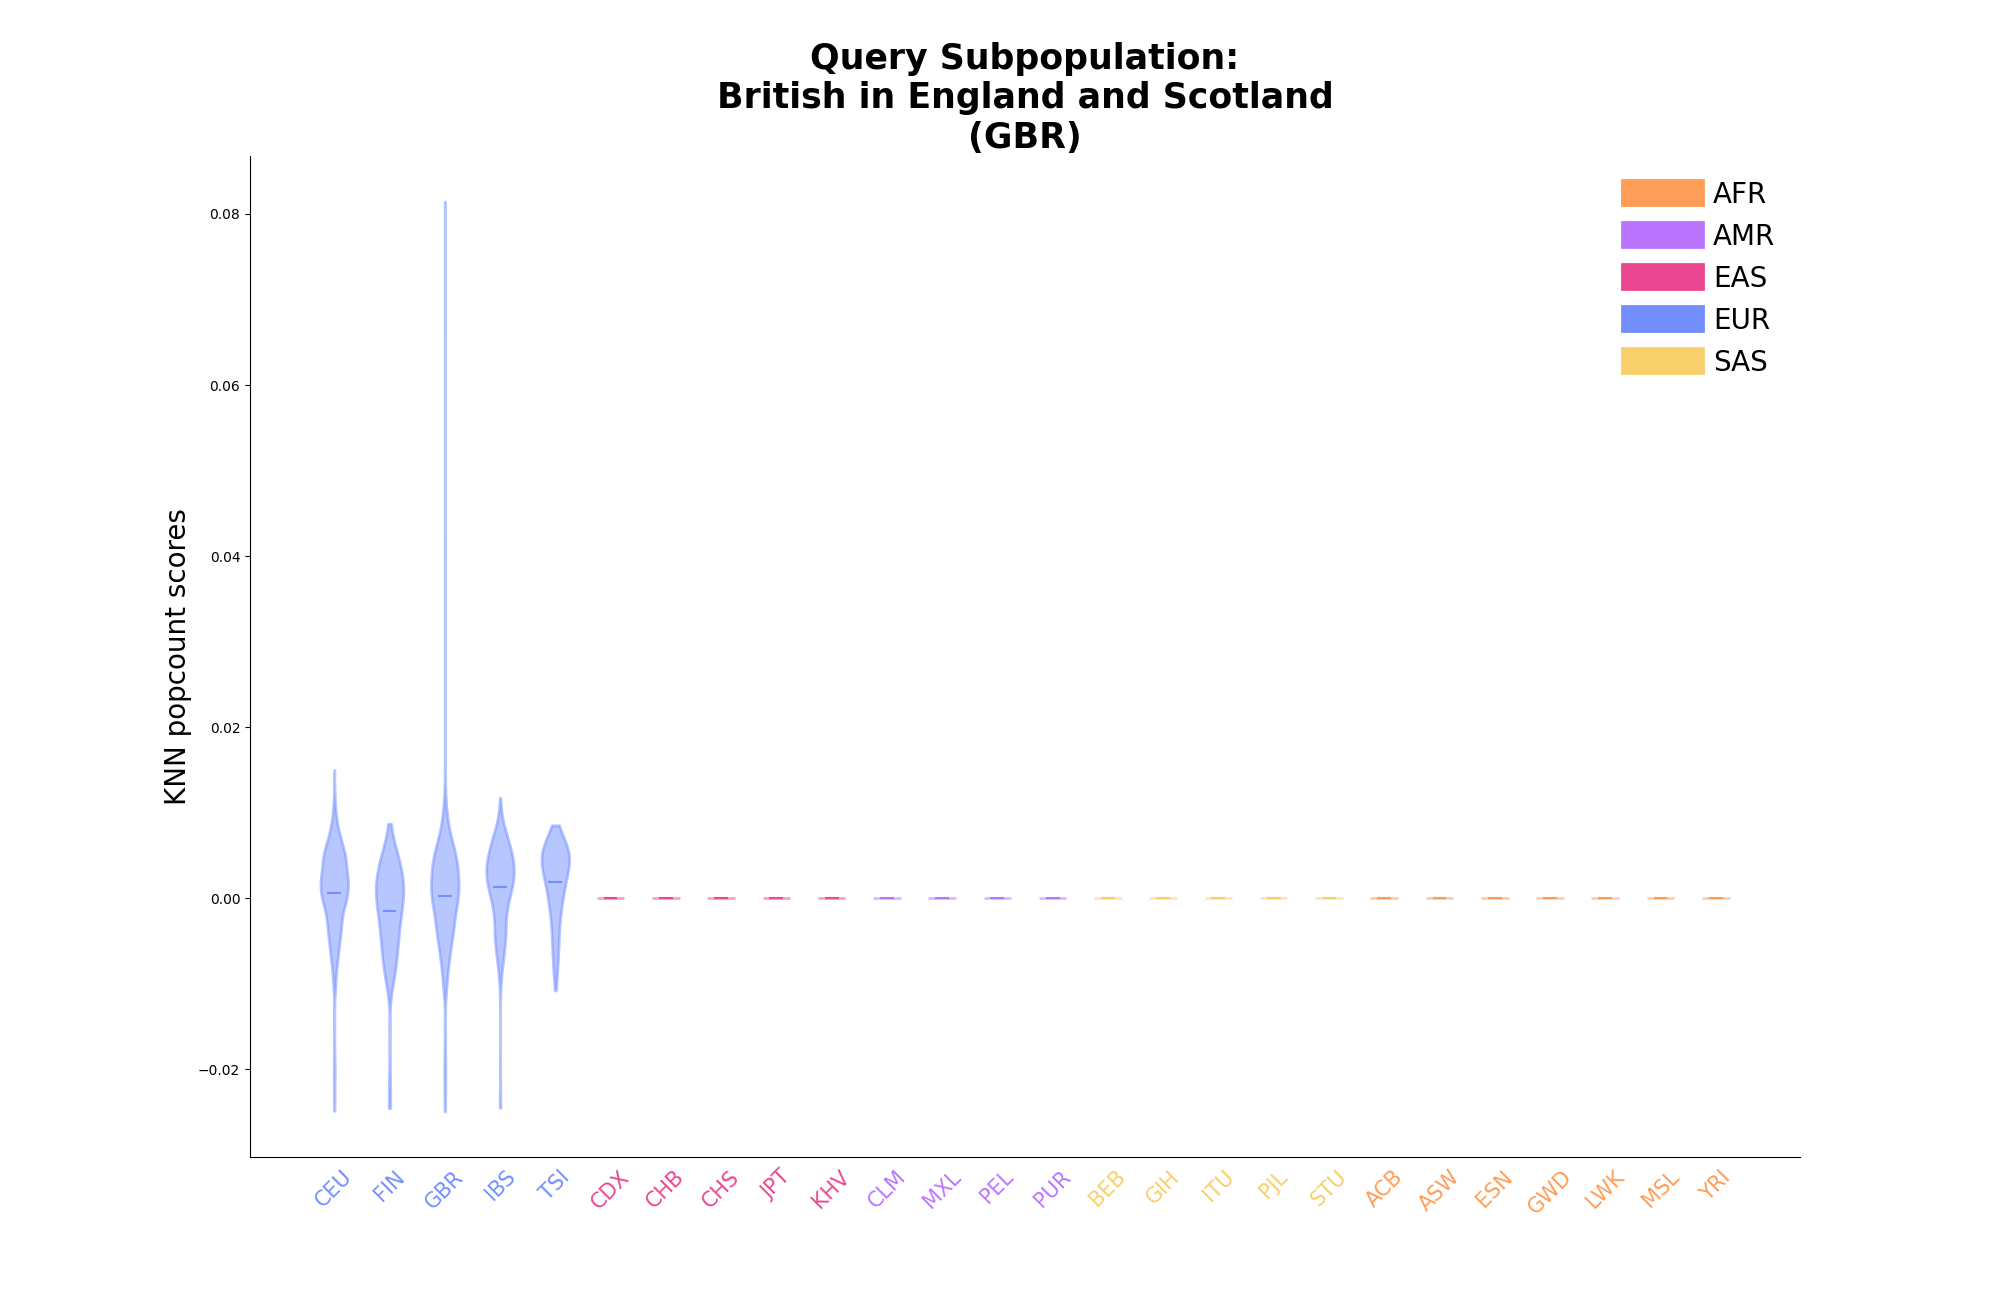 Query Subpopulation:
British in England and Scotland
(GBR)
AFR
AMR
EAS
EUR
SAS
KNN popcount scores
0.08
0.06
0.04
0.02
0.00
−0.02
CEU
FIN
GBR
IBS
TSI
CDX
CHB
CHS
JPT
KHV
CLM
MXL
PEL
PUR
BEB
GIH
ITU
PJL
STU
ACB
ASW
ESN
GWD
LWK
MSL
YRI